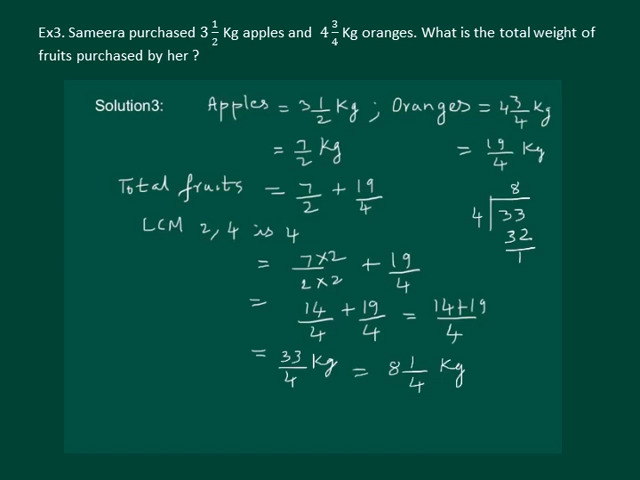 Ex3. Sameera purchased 3 1/2 Kg apples and 4 3/4 Kg oranges. What is the total weight of
fruits purchased by her ?
Solution3: Apples = 3 1/2 Kg ; Oranges = 4 3/4 Kg
= 7/2 Kg = 19/4 Kg
Total fruits = 7/2 + 19/4
8
4 | 33
32
1
LCM 2, 4 is 4
= 7×2/2×2 + 19/4
= 14/4 + 19/4 = 14+19/4
= 33/4 Kg = 8 1/4 Kg